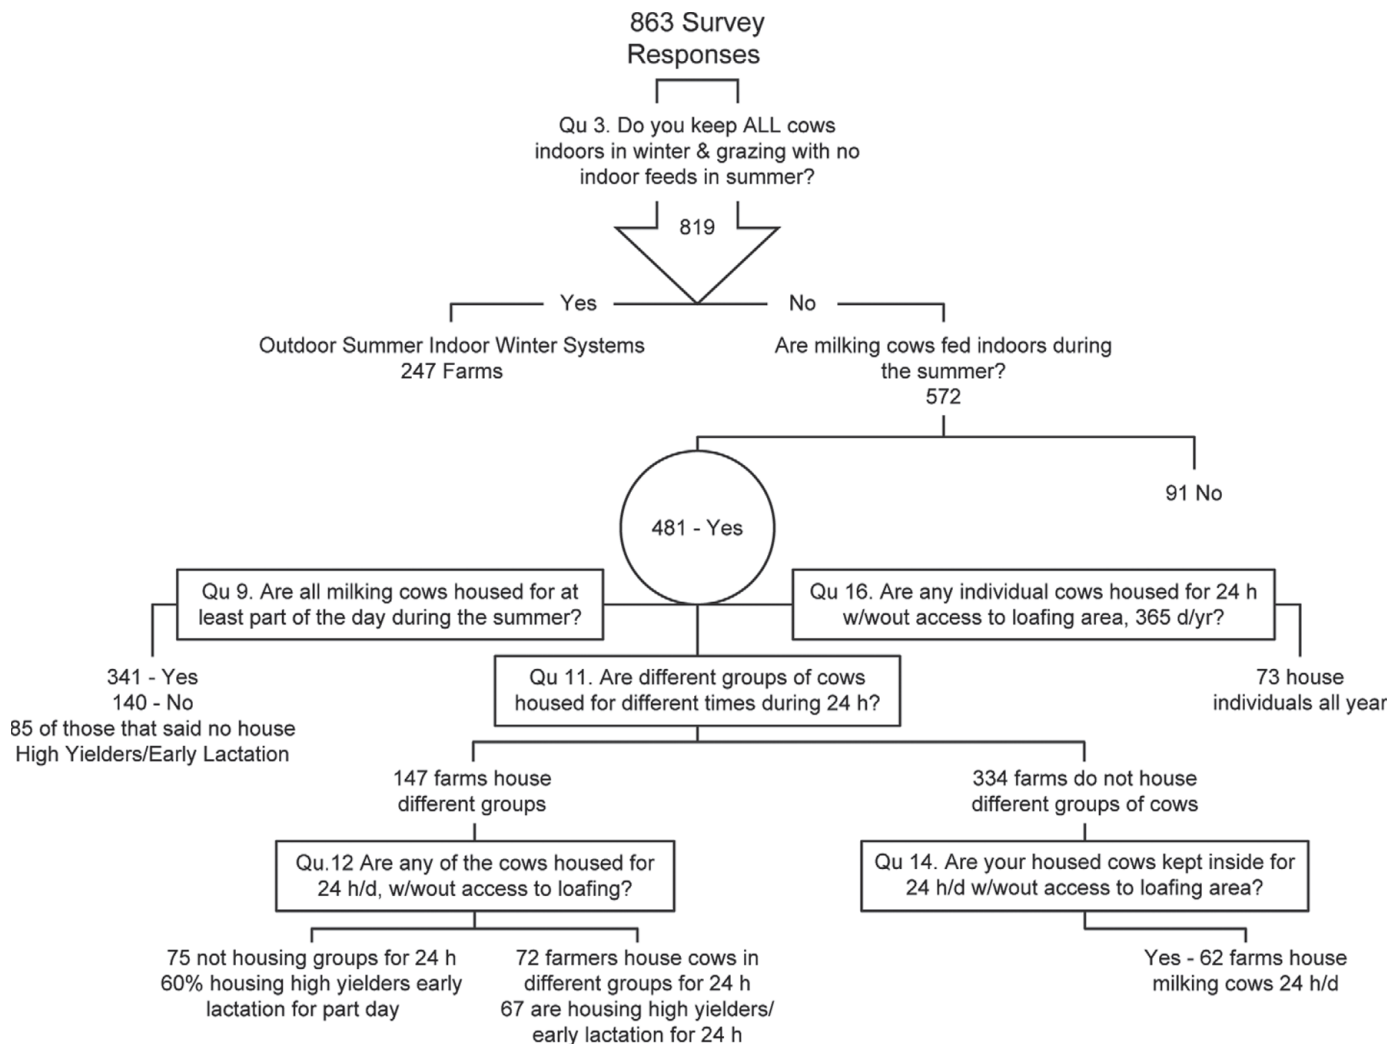 863 Survey
Responses
Qu 3. Do you keep ALL cows
indoors in winter & grazing with no
indoor feeds in summer?
819
Yes
No
Outdoor Summer Indoor Winter Systems
247 Farms
Are milking cows fed indoors during
the summer?
572
91 No
481 - Yes
Qu 9. Are all milking cows housed for at
least part of the day during the summer?
Qu 16. Are any individual cows housed for 24 h
w/wout access to loafing area, 365 d/yr?
341 - Yes
140 - No
85 of those that said no house
High Yielders/Early Lactation
Qu 11. Are different groups of cows
housed for different times during 24 h?
73 house
individuals all year
147 farms house
different groups
334 farms do not house
different groups of cows
Qu.12 Are any of the cows housed for
24 h/d, w/wout access to loafing?
Qu 14. Are your housed cows kept inside for
24 h/d w/wout access to loafing area?
75 not housing groups for 24 h
60% housing high yielders early
lactation for part day
72 farmers house cows in
different groups for 24 h
67 are housing high yielders/
early lactation for 24 h
Yes - 62 farms house
milking cows 24 h/d